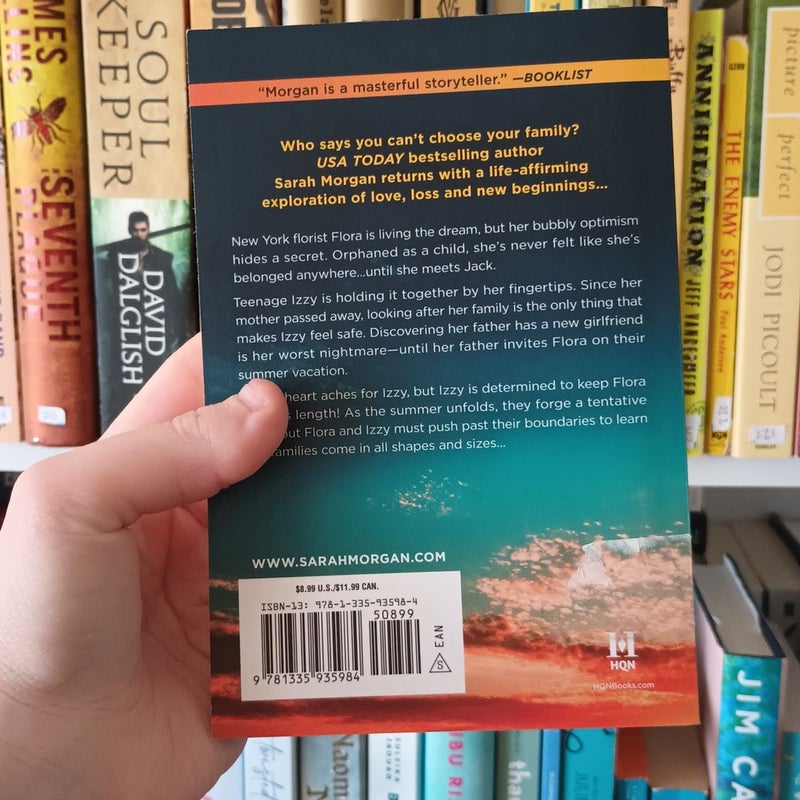 "Morgan is a masterful storyteller." —BOOKLIST
Who says you can't choose your family?
USA TODAY bestselling author
Sarah Morgan returns with a life-affirming
exploration of love, loss and new beginnings...
New York florist Flora is living the dream, but her bubbly optimism
hides a secret. Orphaned as a child, she's never felt like she's
belonged anywhere...until she meets Jack.
Teenage Izzy is holding it together by her fingertips. Since her
mother passed away, looking after her family is the only thing that
makes Izzy feel safe. Discovering her father has a new girlfriend
is her worst nightmare—until her father invites Flora on their
summer vacation.
heart aches for Izzy, but Izzy is determined to keep Flora
length! As the summer unfolds, they forge a tentative
Flora and Izzy must push past their boundaries to learn
come in all shapes and sizes...
WWW.SARAHMORGAN.COM
$8.99 U.S./$11.99 CAN.
ISBN-13: 978-1-335-93598-4
50899
EAN
S
9 781335 935984
H
HQN
HQNBooks.com
SEVENTH
PLAGUE
SOUL
KEEPER
DAVID
DALGLISH
ANNIHILATION
JEFF VANDERMEER
0289
THE ENEMY
STARS
Poul Anderson
picture
perfect
JODI PICOULT
JIM